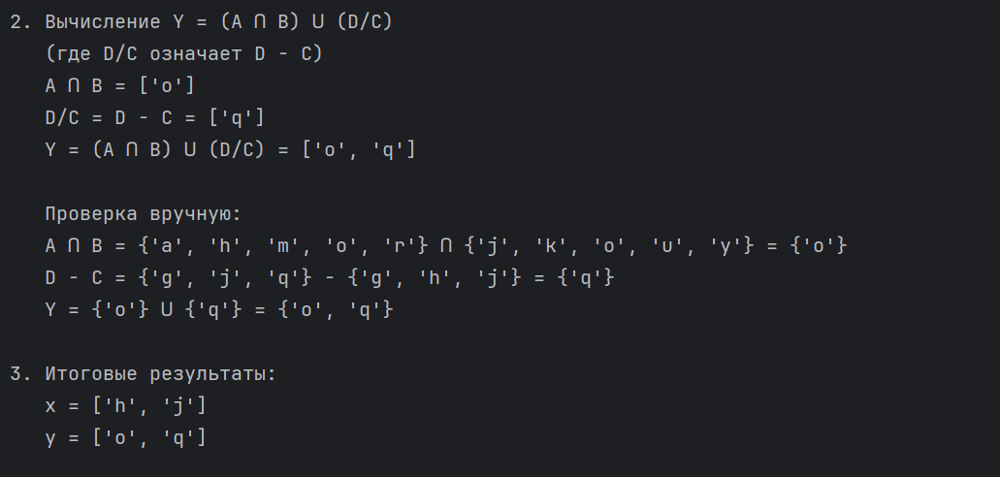 2. Вычисление Y = (A ∩ B) ∪ (D/C)
(где D/C означает D - C)
A ∩ B = ['o']
D/C = D - C = ['q']
Y = (A ∩ B) ∪ (D/C) = ['o', 'q']
Проверка вручную:
A ∩ B = {'a', 'h', 'm', 'o', 'r'} ∩ {'j', 'k', 'o', 'u', 'y'} = {'o'}
D - C = {'g', 'j', 'q'} - {'g', 'h', 'j'} = {'q'}
Y = {'o'} ∪ {'q'} = {'o', 'q'}
3. Итоговые результаты:
x = ['h', 'j']
y = ['o', 'q']